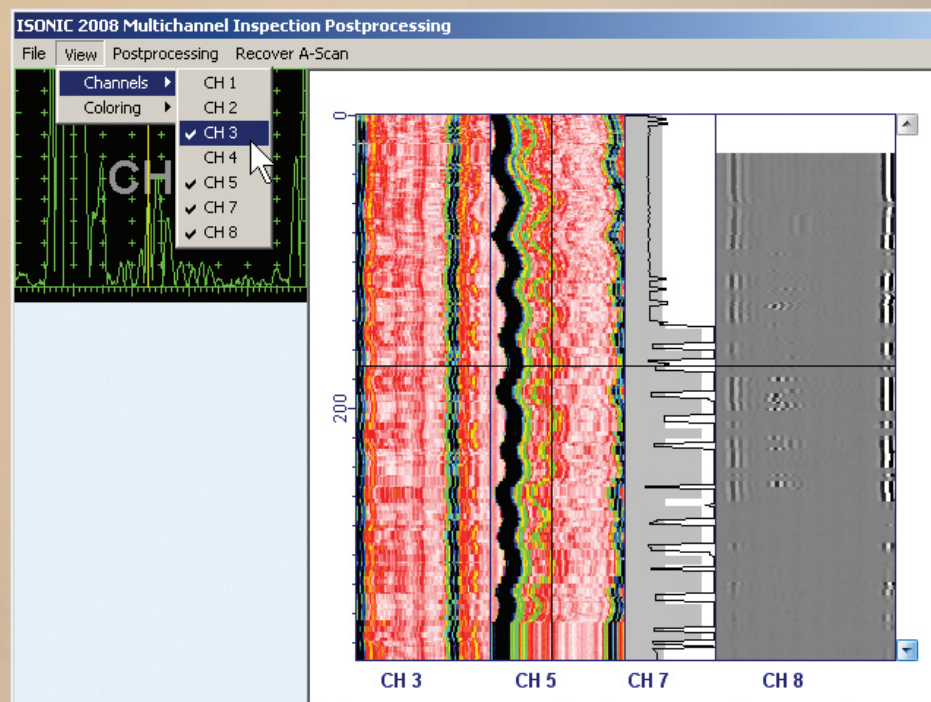 ISONIC 2008 Multichannel Inspection Postprocessing
File View Postprocessing Recover A-Scan
Channels
Coloring
CH 1
CH 2
CH 3
CH 4
CH 5
CH 7
CH 8
CH
0
200
CH 3 CH 5 CH 7 CH 8